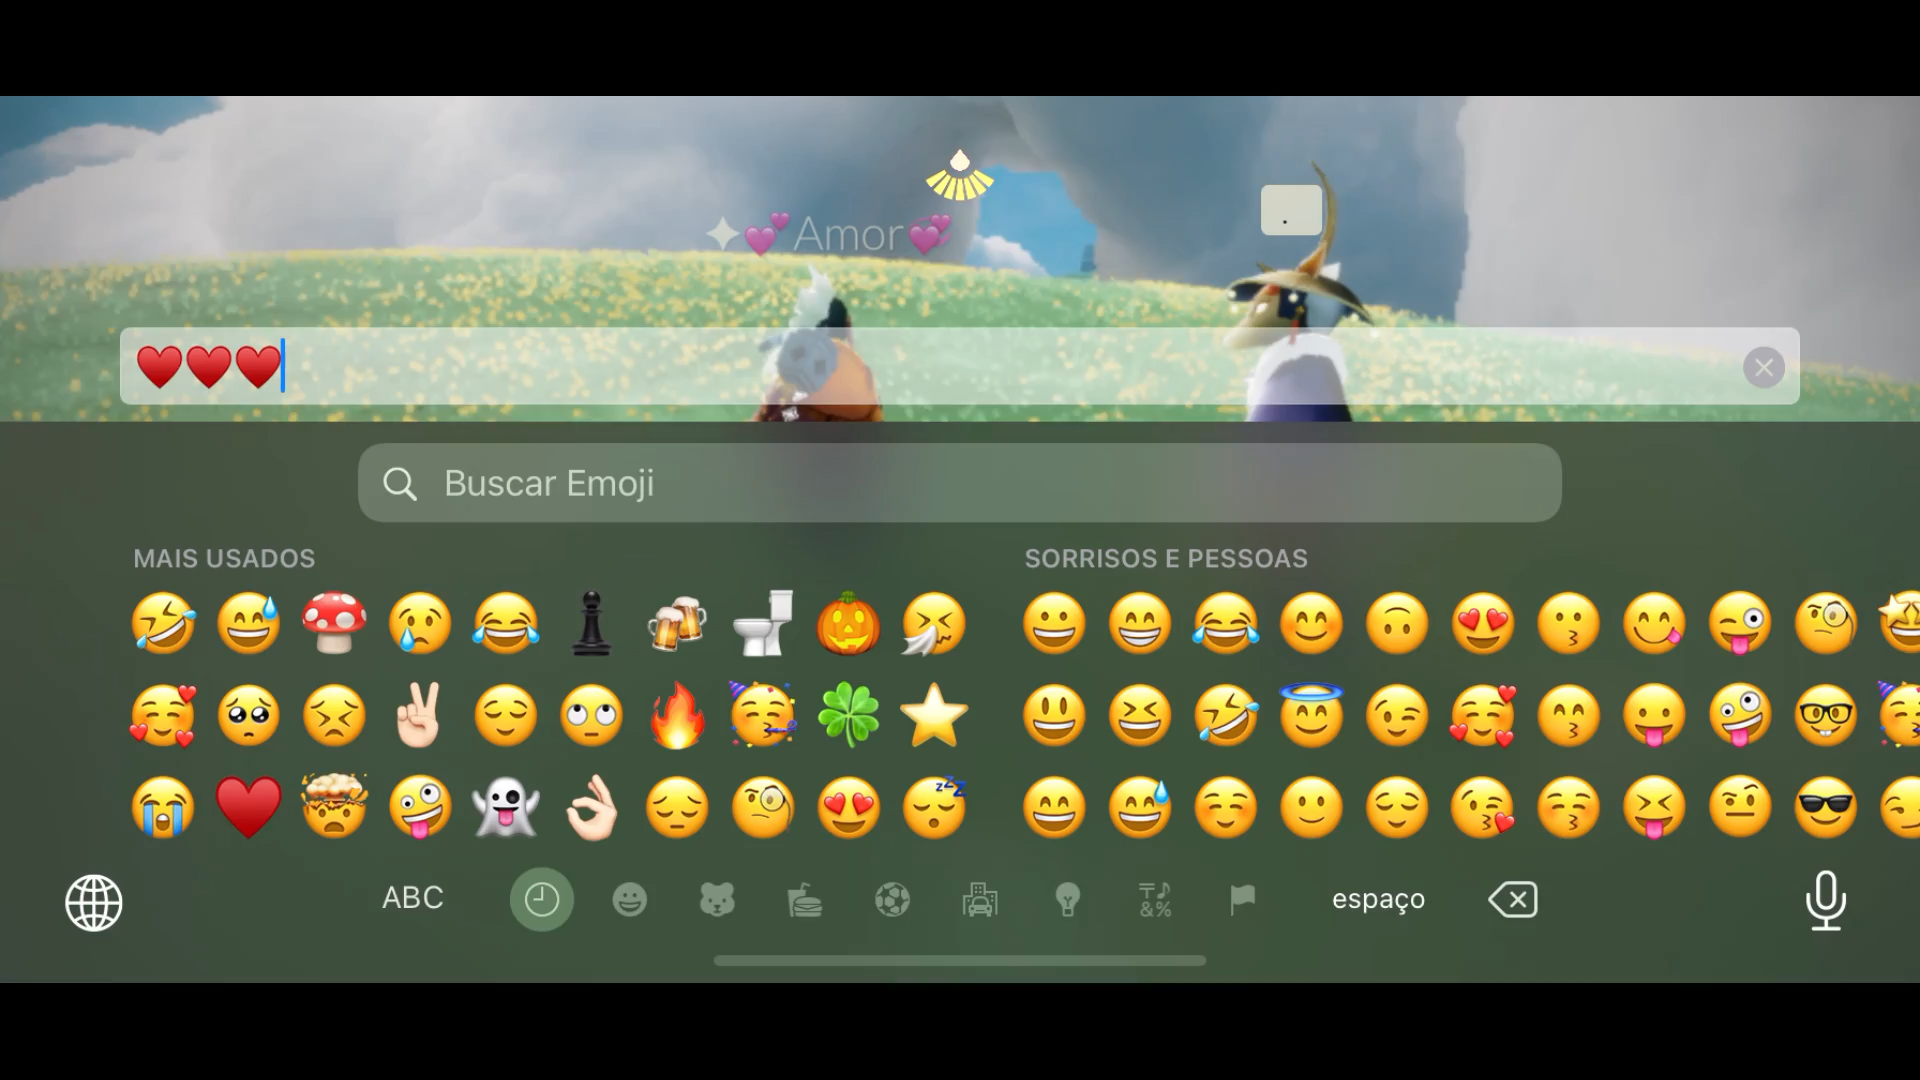 ✦💕Amor💞
.
♥️♥️♥️
Buscar Emoji
MAIS USADOS
SORRISOS E PESSOAS
ABC
espaço